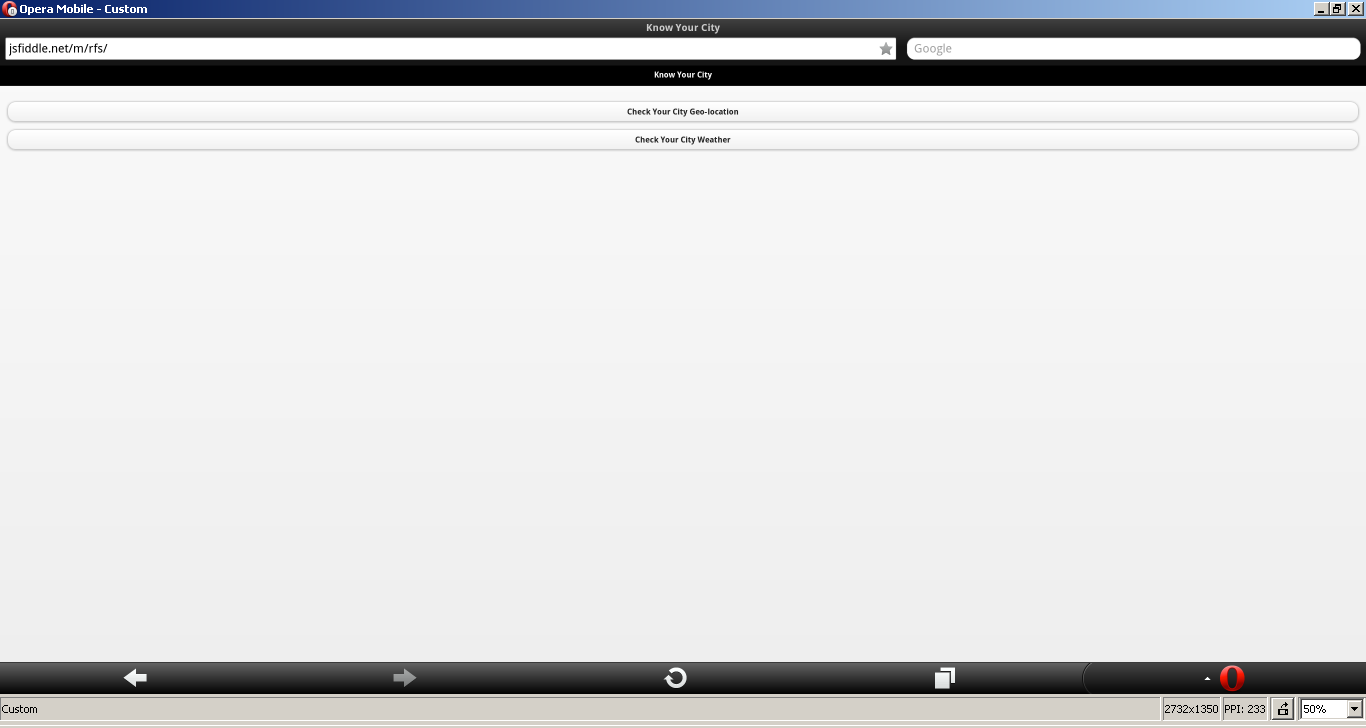 Opera Mobile - Custom
Know Your City
jsfiddle.net/m/rfs/
Google
Know Your City
Check Your City Geo-location
Check Your City Weather
Custom
2732x1350
PPI: 233
50%